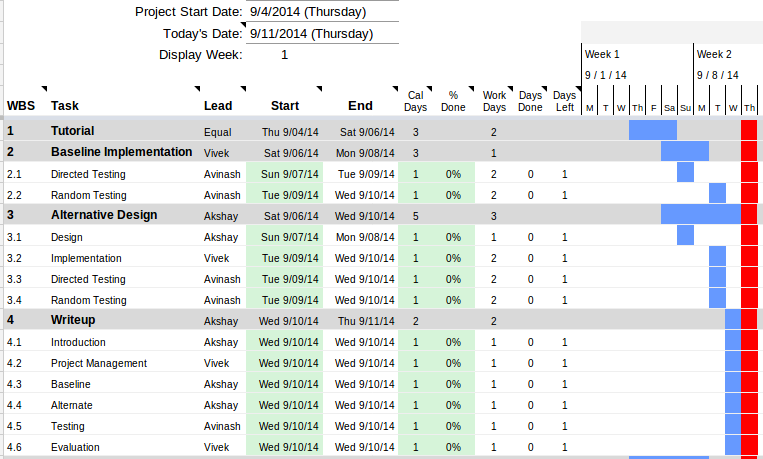 Project Start Date: 9/4/2014 (Thursday)
Today's Date: 9/11/2014 (Thursday)
Display Week: 1
Week 1 Week 2
9 / 1 / 14 9 / 8 / 14
WBS Task Lead Start End Cal Days % Done Work Days Days Done Days Left M T W Th F Sa Su M T W Th
1 Tutorial Equal Thu 9/04/14 Sat 9/06/14 3 2
2 Baseline Implementation Vivek Sat 9/06/14 Mon 9/08/14 3 1
2.1 Directed Testing Avinash Sun 9/07/14 Tue 9/09/14 1 0% 2 0 1
2.2 Random Testing Avinash Tue 9/09/14 Wed 9/10/14 1 0% 2 0 1
3 Alternative Design Akshay Sat 9/06/14 Wed 9/10/14 5 3
3.1 Design Akshay Sun 9/07/14 Mon 9/08/14 1 0% 1 0 1
3.2 Implementation Vivek Tue 9/09/14 Wed 9/10/14 1 0% 2 0 1
3.3 Directed Testing Avinash Tue 9/09/14 Wed 9/10/14 1 0% 2 0 1
3.4 Random Testing Avinash Tue 9/09/14 Wed 9/10/14 1 0% 2 0 1
4 Writeup Akshay Wed 9/10/14 Thu 9/11/14 2 2
4.1 Introduction Akshay Wed 9/10/14 Wed 9/10/14 1 0% 1 0 1
4.2 Project Management Vivek Wed 9/10/14 Wed 9/10/14 1 0% 1 0 1
4.3 Baseline Akshay Wed 9/10/14 Wed 9/10/14 1 0% 1 0 1
4.4 Alternate Akshay Wed 9/10/14 Wed 9/10/14 1 0% 1 0 1
4.5 Testing Avinash Wed 9/10/14 Wed 9/10/14 1 0% 1 0 1
4.6 Evaluation Vivek Wed 9/10/14 Wed 9/10/14 1 0% 1 0 1